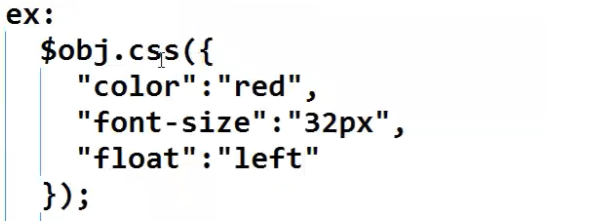 ex:
$obj.css({
"color":"red",
"font-size":"32px",
"float":"left"
});